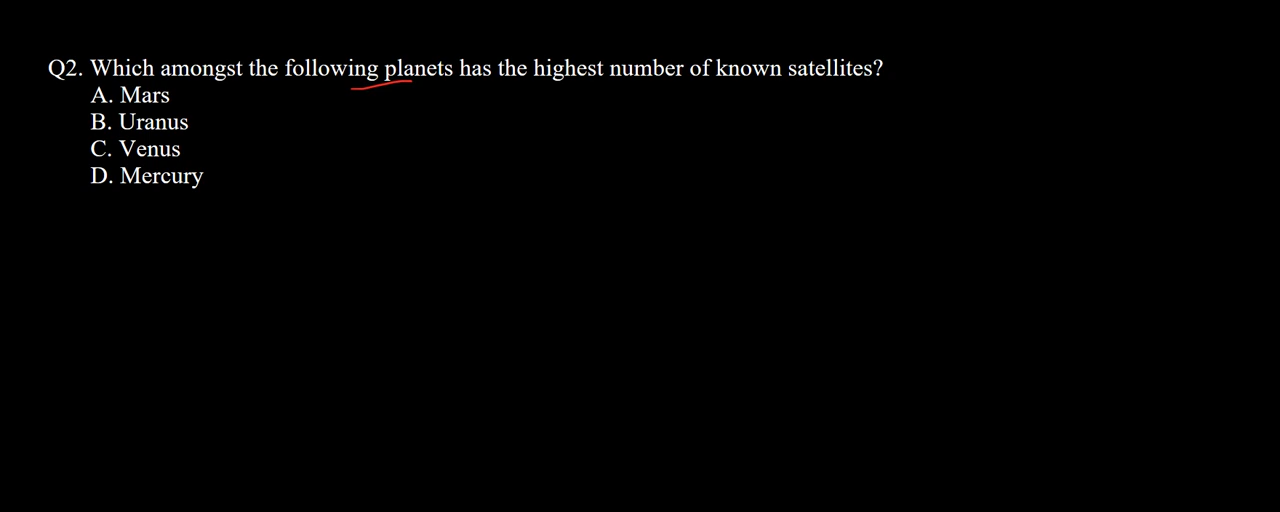 Q2. Which amongst the following planets has the highest number of known satellites?
A. Mars
B. Uranus
C. Venus
D. Mercury